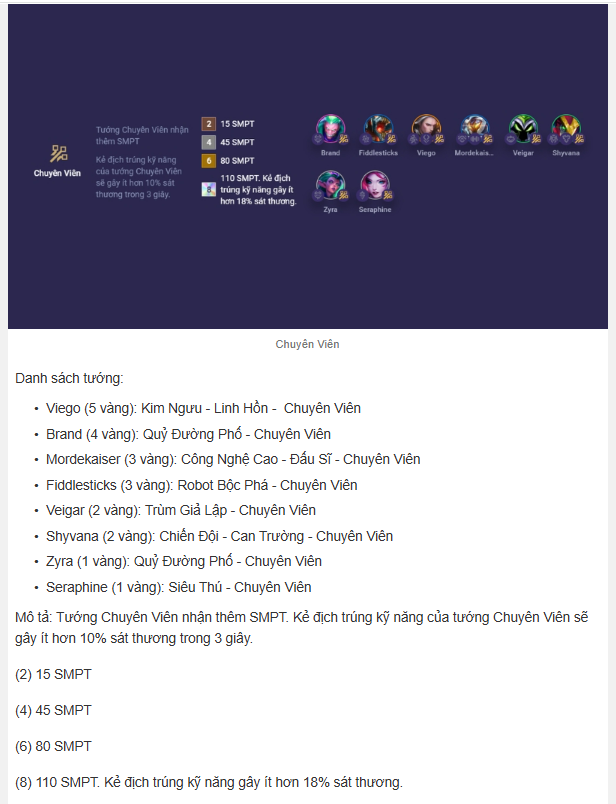 Chuyên Viên
Tướng Chuyên Viên nhận
thêm SMPT
Kẻ địch trúng kỹ năng
của tướng Chuyên Viên
sẽ gây ít hơn 10% sát
thương trong 3 giây.
2 15 SMPT
4 45 SMPT
6 80 SMPT
8 110 SMPT. Kẻ địch
trúng kỹ năng gây ít
hơn 18% sát thương.
Brand Fiddlesticks Viego Mordekais... Veigar Shyvana
Zyra Seraphine
Chuyên Viên
Danh sách tướng:
• Viego (5 vàng): Kim Ngưu - Linh Hồn - Chuyên Viên
• Brand (4 vàng): Quỷ Đường Phố - Chuyên Viên
• Mordekaiser (3 vàng): Công Nghệ Cao - Đấu Sĩ - Chuyên Viên
• Fiddlesticks (3 vàng): Robot Bộc Phá - Chuyên Viên
• Veigar (2 vàng): Trùm Giả Lập - Chuyên Viên
• Shyvana (2 vàng): Chiến Đội - Can Trường - Chuyên Viên
• Zyra (1 vàng): Quỷ Đường Phố - Chuyên Viên
• Seraphine (1 vàng): Siêu Thú - Chuyên Viên
Mô tả: Tướng Chuyên Viên nhận thêm SMPT. Kẻ địch trúng kỹ năng của tướng Chuyên Viên sẽ
gây ít hơn 10% sát thương trong 3 giây.
(2) 15 SMPT
(4) 45 SMPT
(6) 80 SMPT
(8) 110 SMPT. Kẻ địch trúng kỹ năng gây ít hơn 18% sát thương.